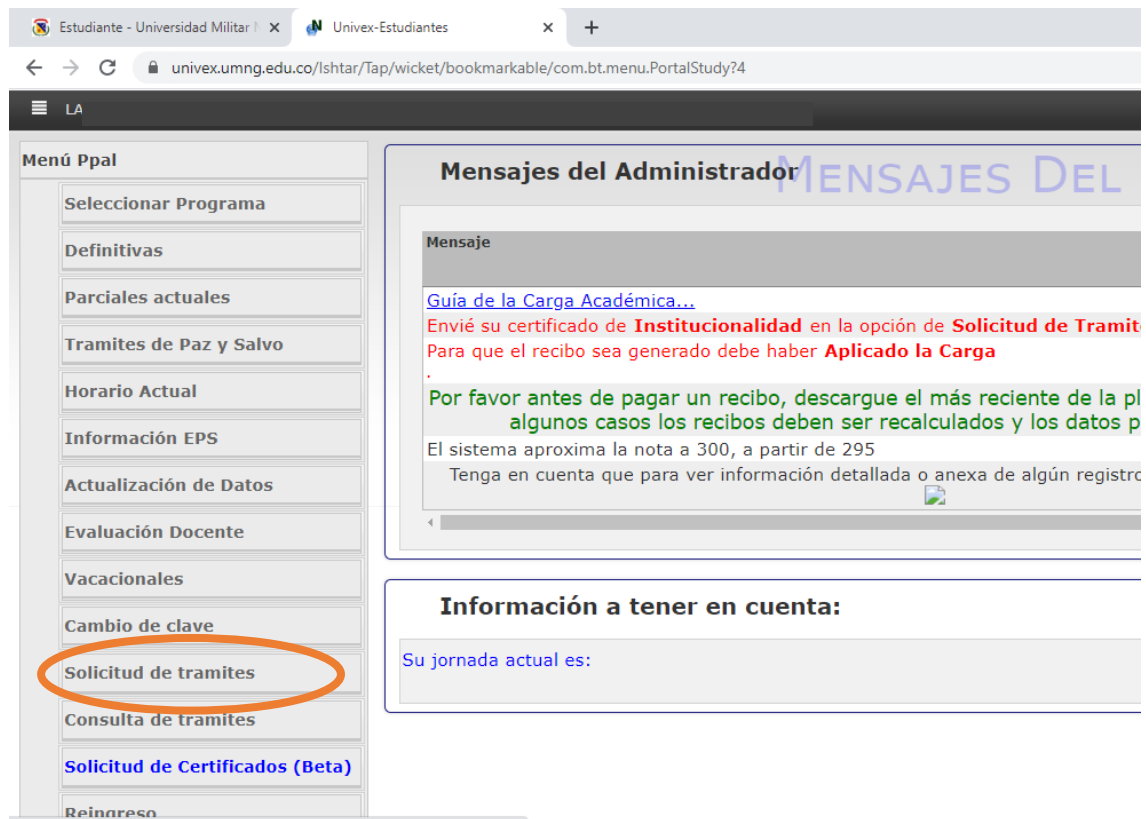 Estudiante - Universidad Militar
Univex-Estudiantes
univex.umng.edu.co/Ishtar/Tap/wicket/bookmarkable/com.bt.menu.PortalStudy?4
LA
Menú Ppal
Seleccionar Programa
Definitivas
Parciales actuales
Tramites de Paz y Salvo
Horario Actual
Información EPS
Actualización de Datos
Evaluación Docente
Vacacionales
Cambio de clave
Solicitud de tramites
Consulta de tramites
Solicitud de Certificados (Beta)
Reingreso
Mensajes del Administrador
MENSAJES DEL
Mensaje
Guía de la Carga Académica...
Envié su certificado de Institucionalidad en la opción de Solicitud de Tramit
Para que el recibo sea generado debe haber Aplicado la Carga
.
Por favor antes de pagar un recibo, descargue el más reciente de la pl
algunos casos los recibos deben ser recalculados y los datos p
El sistema aproxima la nota a 300, a partir de 295
Tenga en cuenta que para ver información detallada o anexa de algún registro
Información a tener en cuenta:
Su jornada actual es: